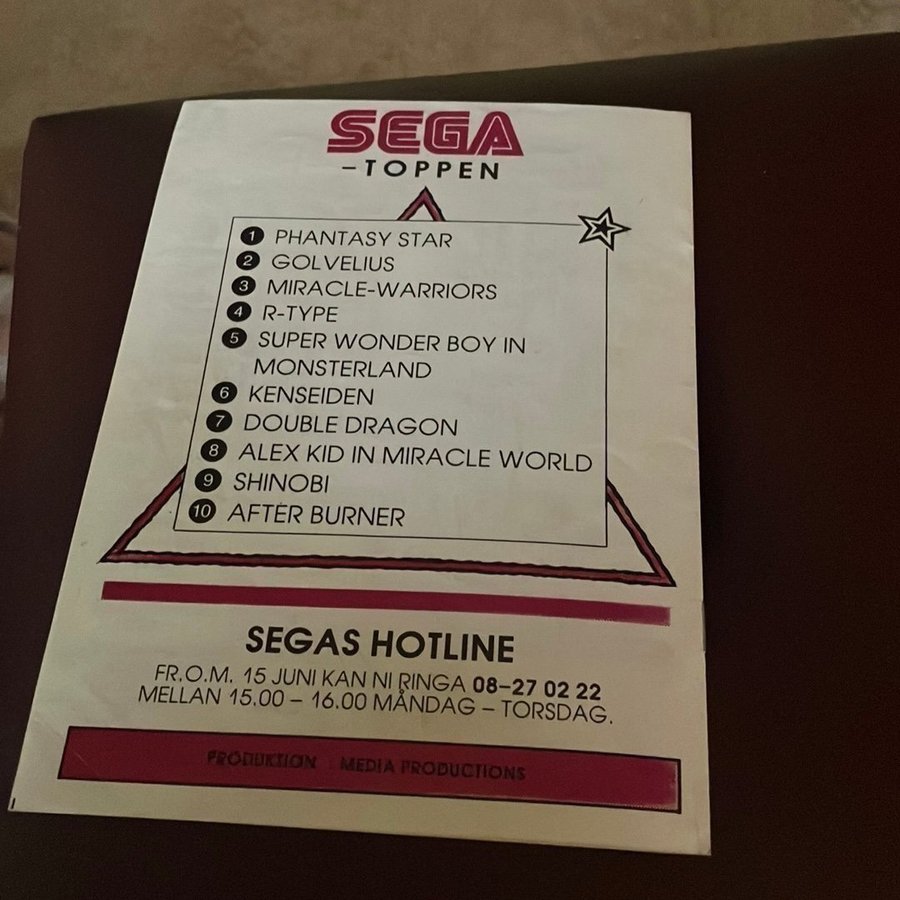 SEGA
-TOPPEN
1 PHANTASY STAR
2 GOLVELIUS
3 MIRACLE-WARRIORS
4 R-TYPE
5 SUPER WONDER BOY IN
MONSTERLAND
6 KENSEIDEN
7 DOUBLE DRAGON
8 ALEX KID IN MIRACLE WORLD
9 SHINOBI
10 AFTER BURNER
SEGAS HOTLINE
FR.O.M. 15 JUNI KAN NI RINGA 08-27 02 22
MELLAN 15.00 – 16.00 MÅNDAG – TORSDAG.
PRODUKTION MEDIA PRODUCTIONS